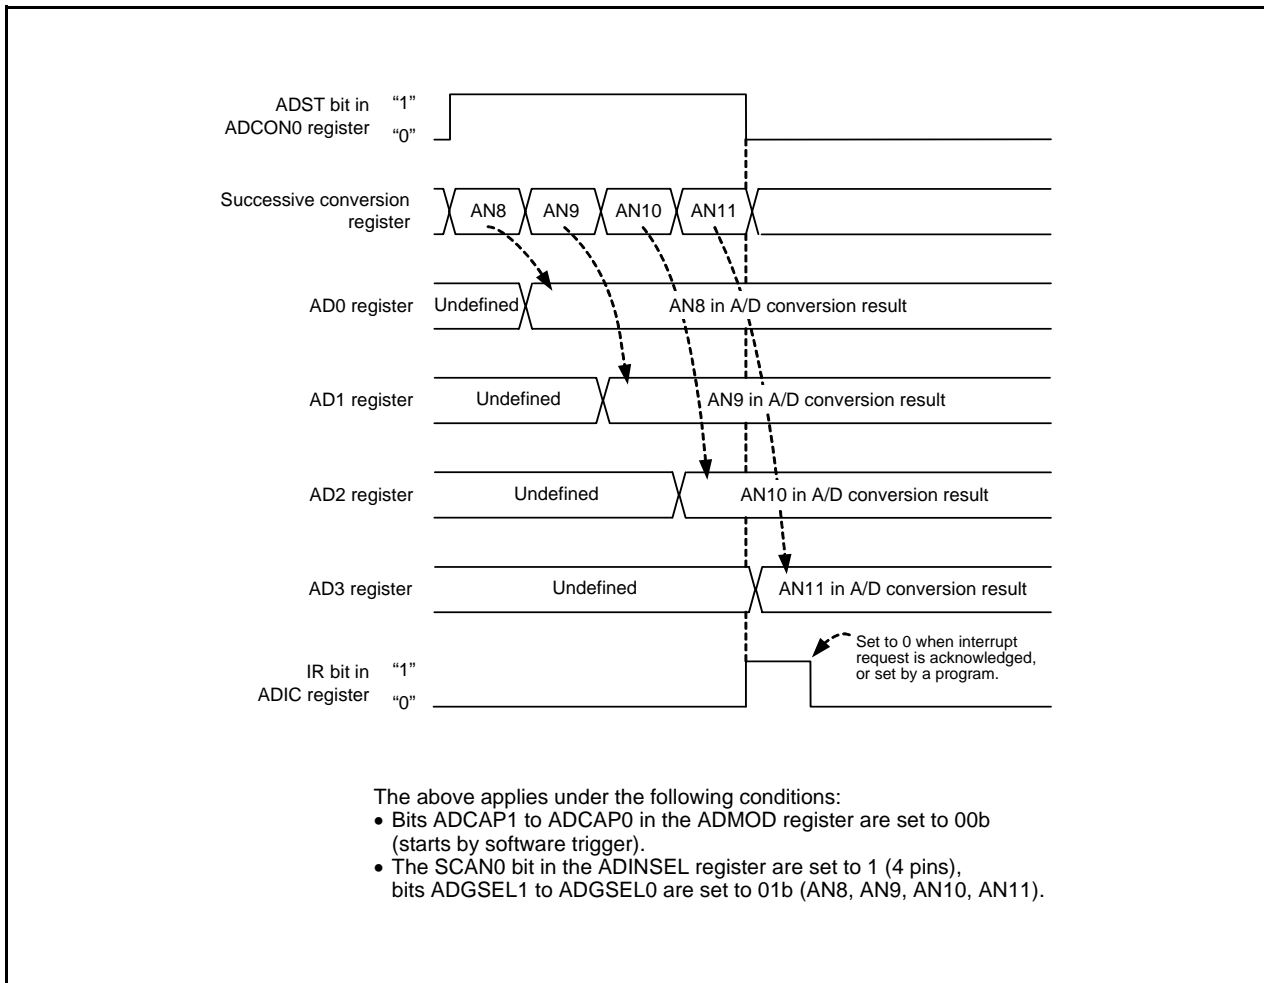 ADST bit in “1”
ADCON0 register “0”
Successive conversion
register
AN8 AN9 AN10 AN11
AD0 register Undefined AN8 in A/D conversion result
AD1 register Undefined AN9 in A/D conversion result
AD2 register Undefined AN10 in A/D conversion result
AD3 register Undefined AN11 in A/D conversion result
IR bit in “1”
ADIC register “0”
Set to 0 when interrupt
request is acknowledged,
or set by a program.
The above applies under the following conditions:
• Bits ADCAP1 to ADCAP0 in the ADMOD register are set to 00b
(starts by software trigger).
• The SCAN0 bit in the ADINSEL register are set to 1 (4 pins),
bits ADGSEL1 to ADGSEL0 are set to 01b (AN8, AN9, AN10, AN11).